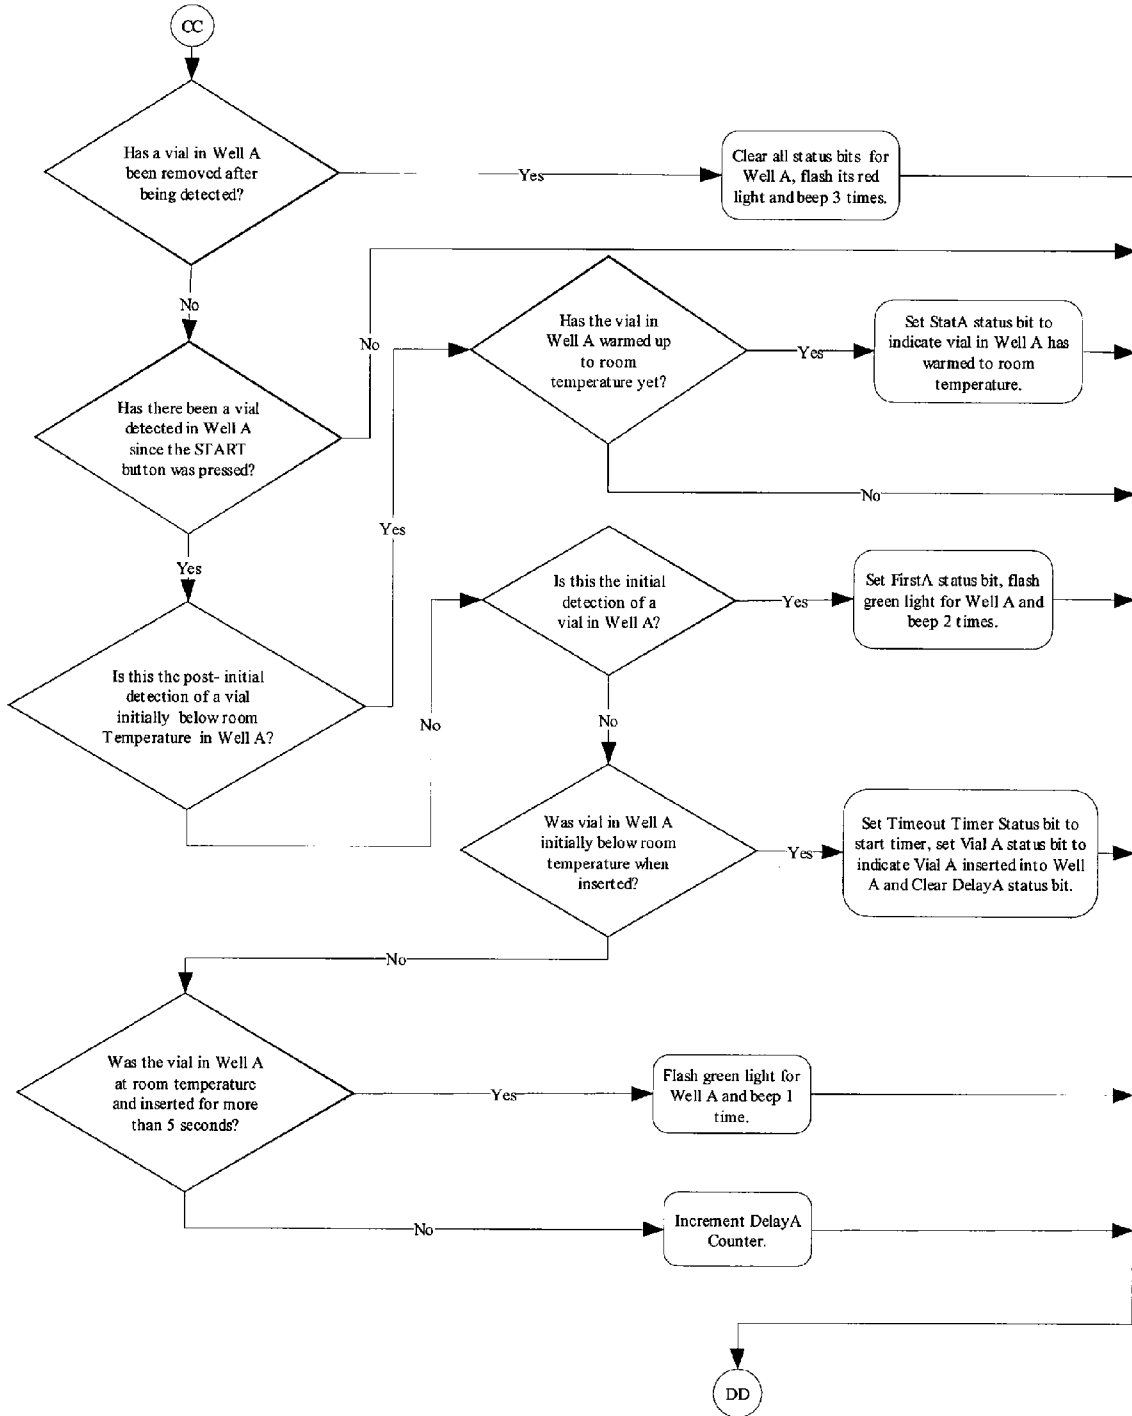 CC
Has a vial in Well A
been removed after
being detected?
Yes
Clear all status bits for
Well A, flash its red
light and beep 3 times.
No
No
Has the vial in
Well A warmed up
to room
temperature yet?
Yes
Set StatA status bit to
indicate vial in Well A has
warmed to room
temperature.
Has there been a vial
detected in Well A
since the START
button was pressed?
No
Yes
Yes
Is this the initial
detection of a
vial in Well A?
Yes
Set FirstA status bit, flash
green light for Well A and
beep 2 times.
Is this the post- initial
detection of a vial
initially below room
Temperature in Well A?
No
No
Was vial in Well A
initially below room
temperature when
inserted?
Yes
Set Timeout Timer Status bit to
start timer, set Vial A status bit to
indicate Vial A inserted into Well
A and Clear DelayA status bit.
No
Was the vial in Well A
at room temperature
and inserted for more
than 5 seconds?
Yes
Flash green light for
Well A and beep 1
time.
No
Increment DelayA
Counter.
DD